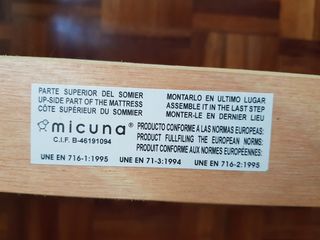 PARTE SUPERIOR DEL SOMIER
UP-SIDE PART OF THE MATTRESS
CÔTE SUPÉRIEUR DU SOMMIER
MONTARLO EN ULTIMO LUGAR
ASSEMBLE IT IN THE LAST STEP
MONTER-LE EN DERNIER LIEU
micuna®
C.I.F. B-46191094
PRODUCTO CONFORME A LAS NORMAS EUROPEAS:
PRODUCT FULLFILING THE EUROPEAN NORMS:
PRODUIT CONFORME AUX NORMES EUROPÉENNES:
UNE EN 716-1:1995 UNE EN 71-3:1994 UNE EN 716-2:1995